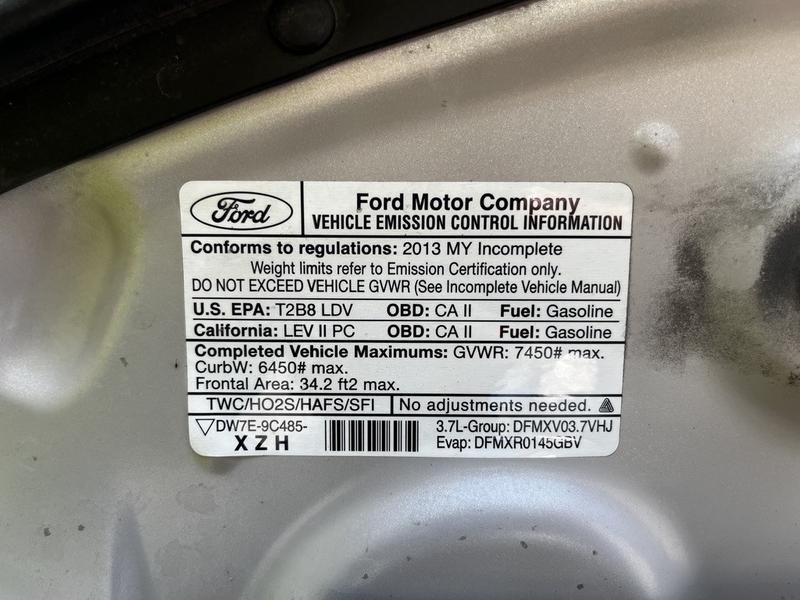 Ford
Ford Motor Company
VEHICLE EMISSION CONTROL INFORMATION
Conforms to regulations: 2013 MY Incomplete
Weight limits refer to Emission Certification only.
DO NOT EXCEED VEHICLE GVWR (See Incomplete Vehicle Manual)
U.S. EPA: T2B8 LDV OBD: CA II Fuel: Gasoline
California: LEV II PC OBD: CA II Fuel: Gasoline
Completed Vehicle Maximums: GVWR: 7450# max.
CurbW: 6450# max.
Frontal Area: 34.2 ft2 max.
TWC/HO2S/HAFS/SFI No adjustments needed.
DW7E-9C485- 3.7L-Group: DFMXV03.7VHJ
X Z H Evap: DFMXR0145GBV